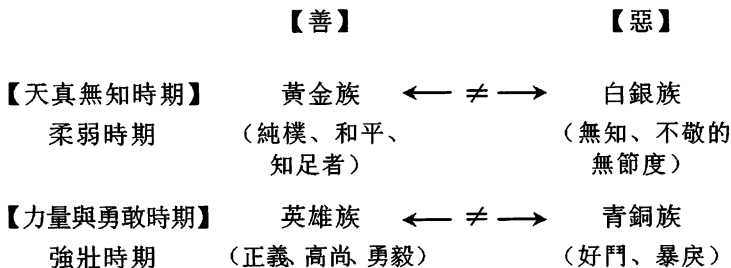 【善】 【惡】
【天真無知時期】 黃金族 ←— ≠ —→ 白銀族
柔弱時期 （純樸、和平、 （無知、不敬的
知足者） 無節度）
【力量與勇敢時期】 英雄族 ←— ≠ —→ 青銅族
強壯時期 （正義、高尚、勇毅） （好鬥、暴戾）